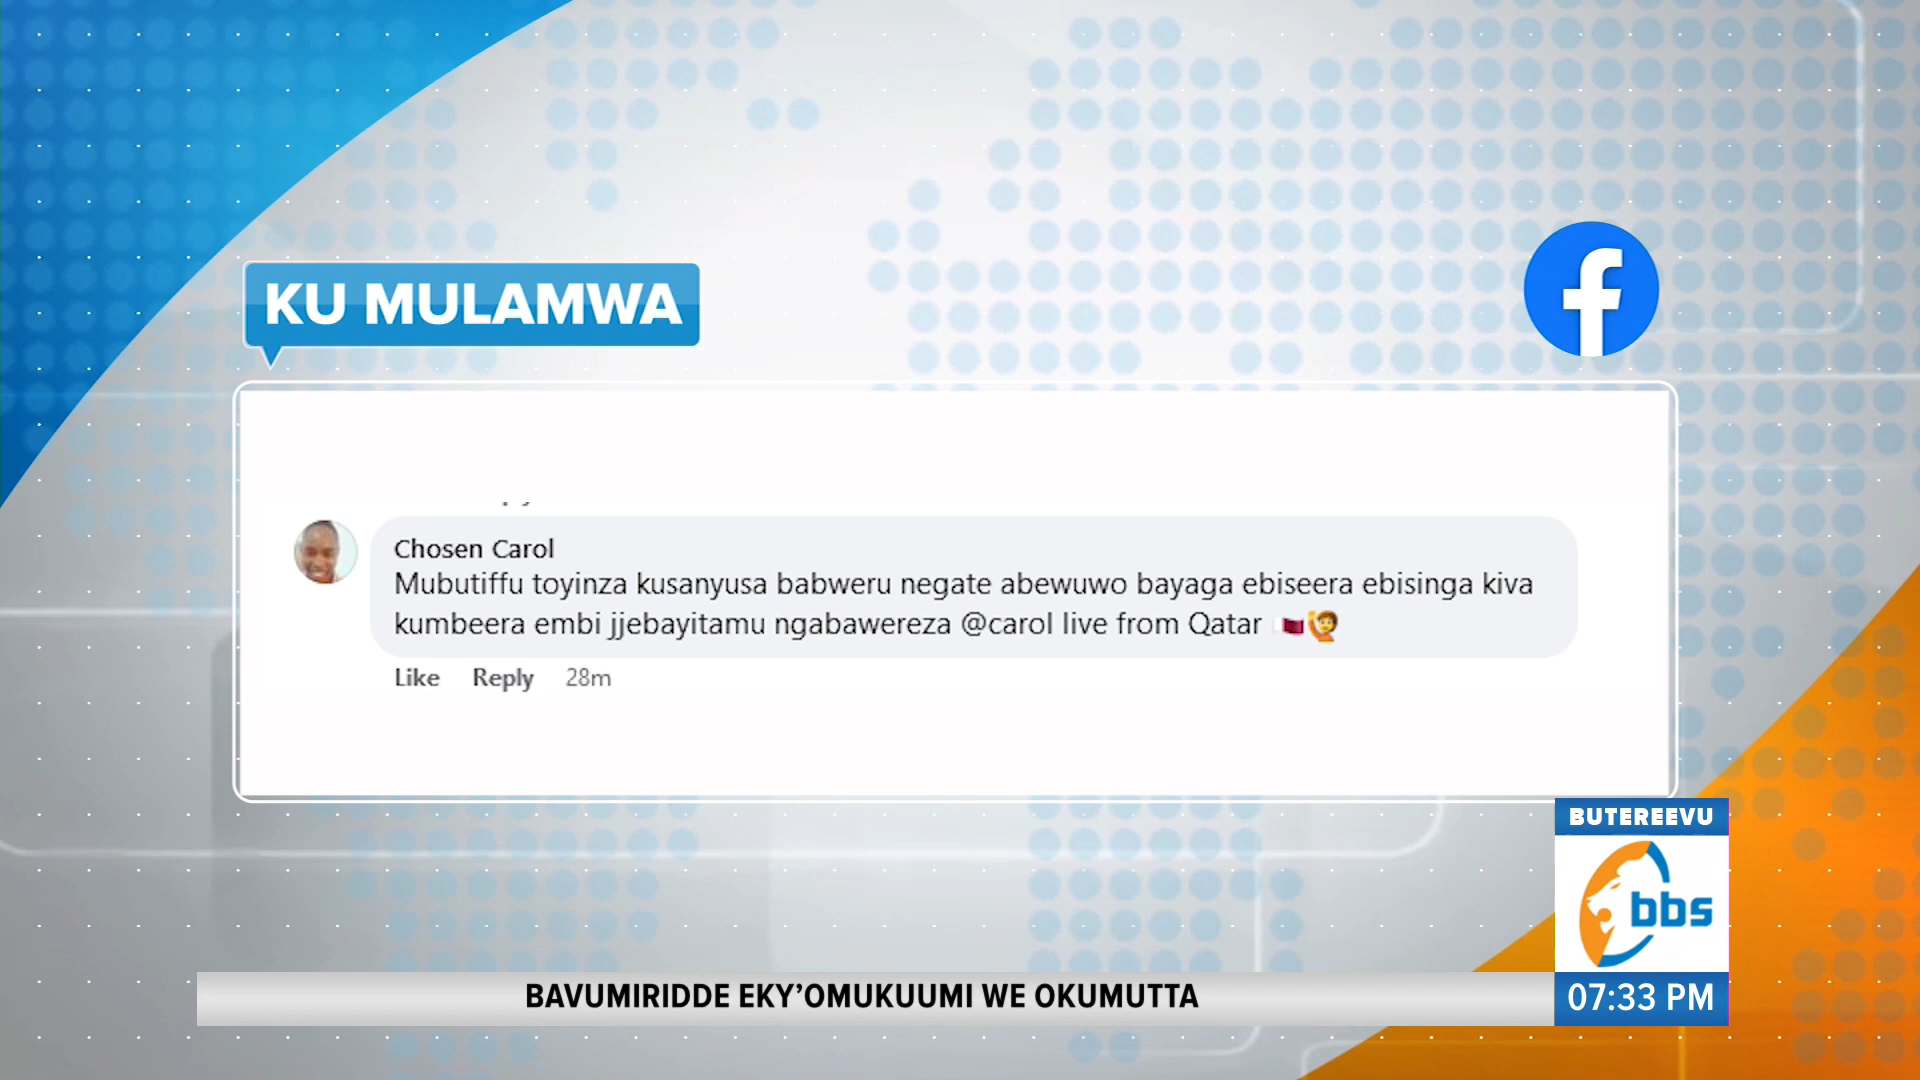 KU MULAMWA
Chosen Carol
Mubutiffu toyinza kusanyusa babweru negate abewuwo bayaga ebiseera ebisinga kiva
kumbeera embi jjebayitamu ngabawereza @carol live from Qatar 🇶🇦🙋
Like Reply 28m
BUTEREEVU
bbs
07:33 PM
BAVUMIRIDDE EKY’OMUKUUMI WE OKUMUTTA